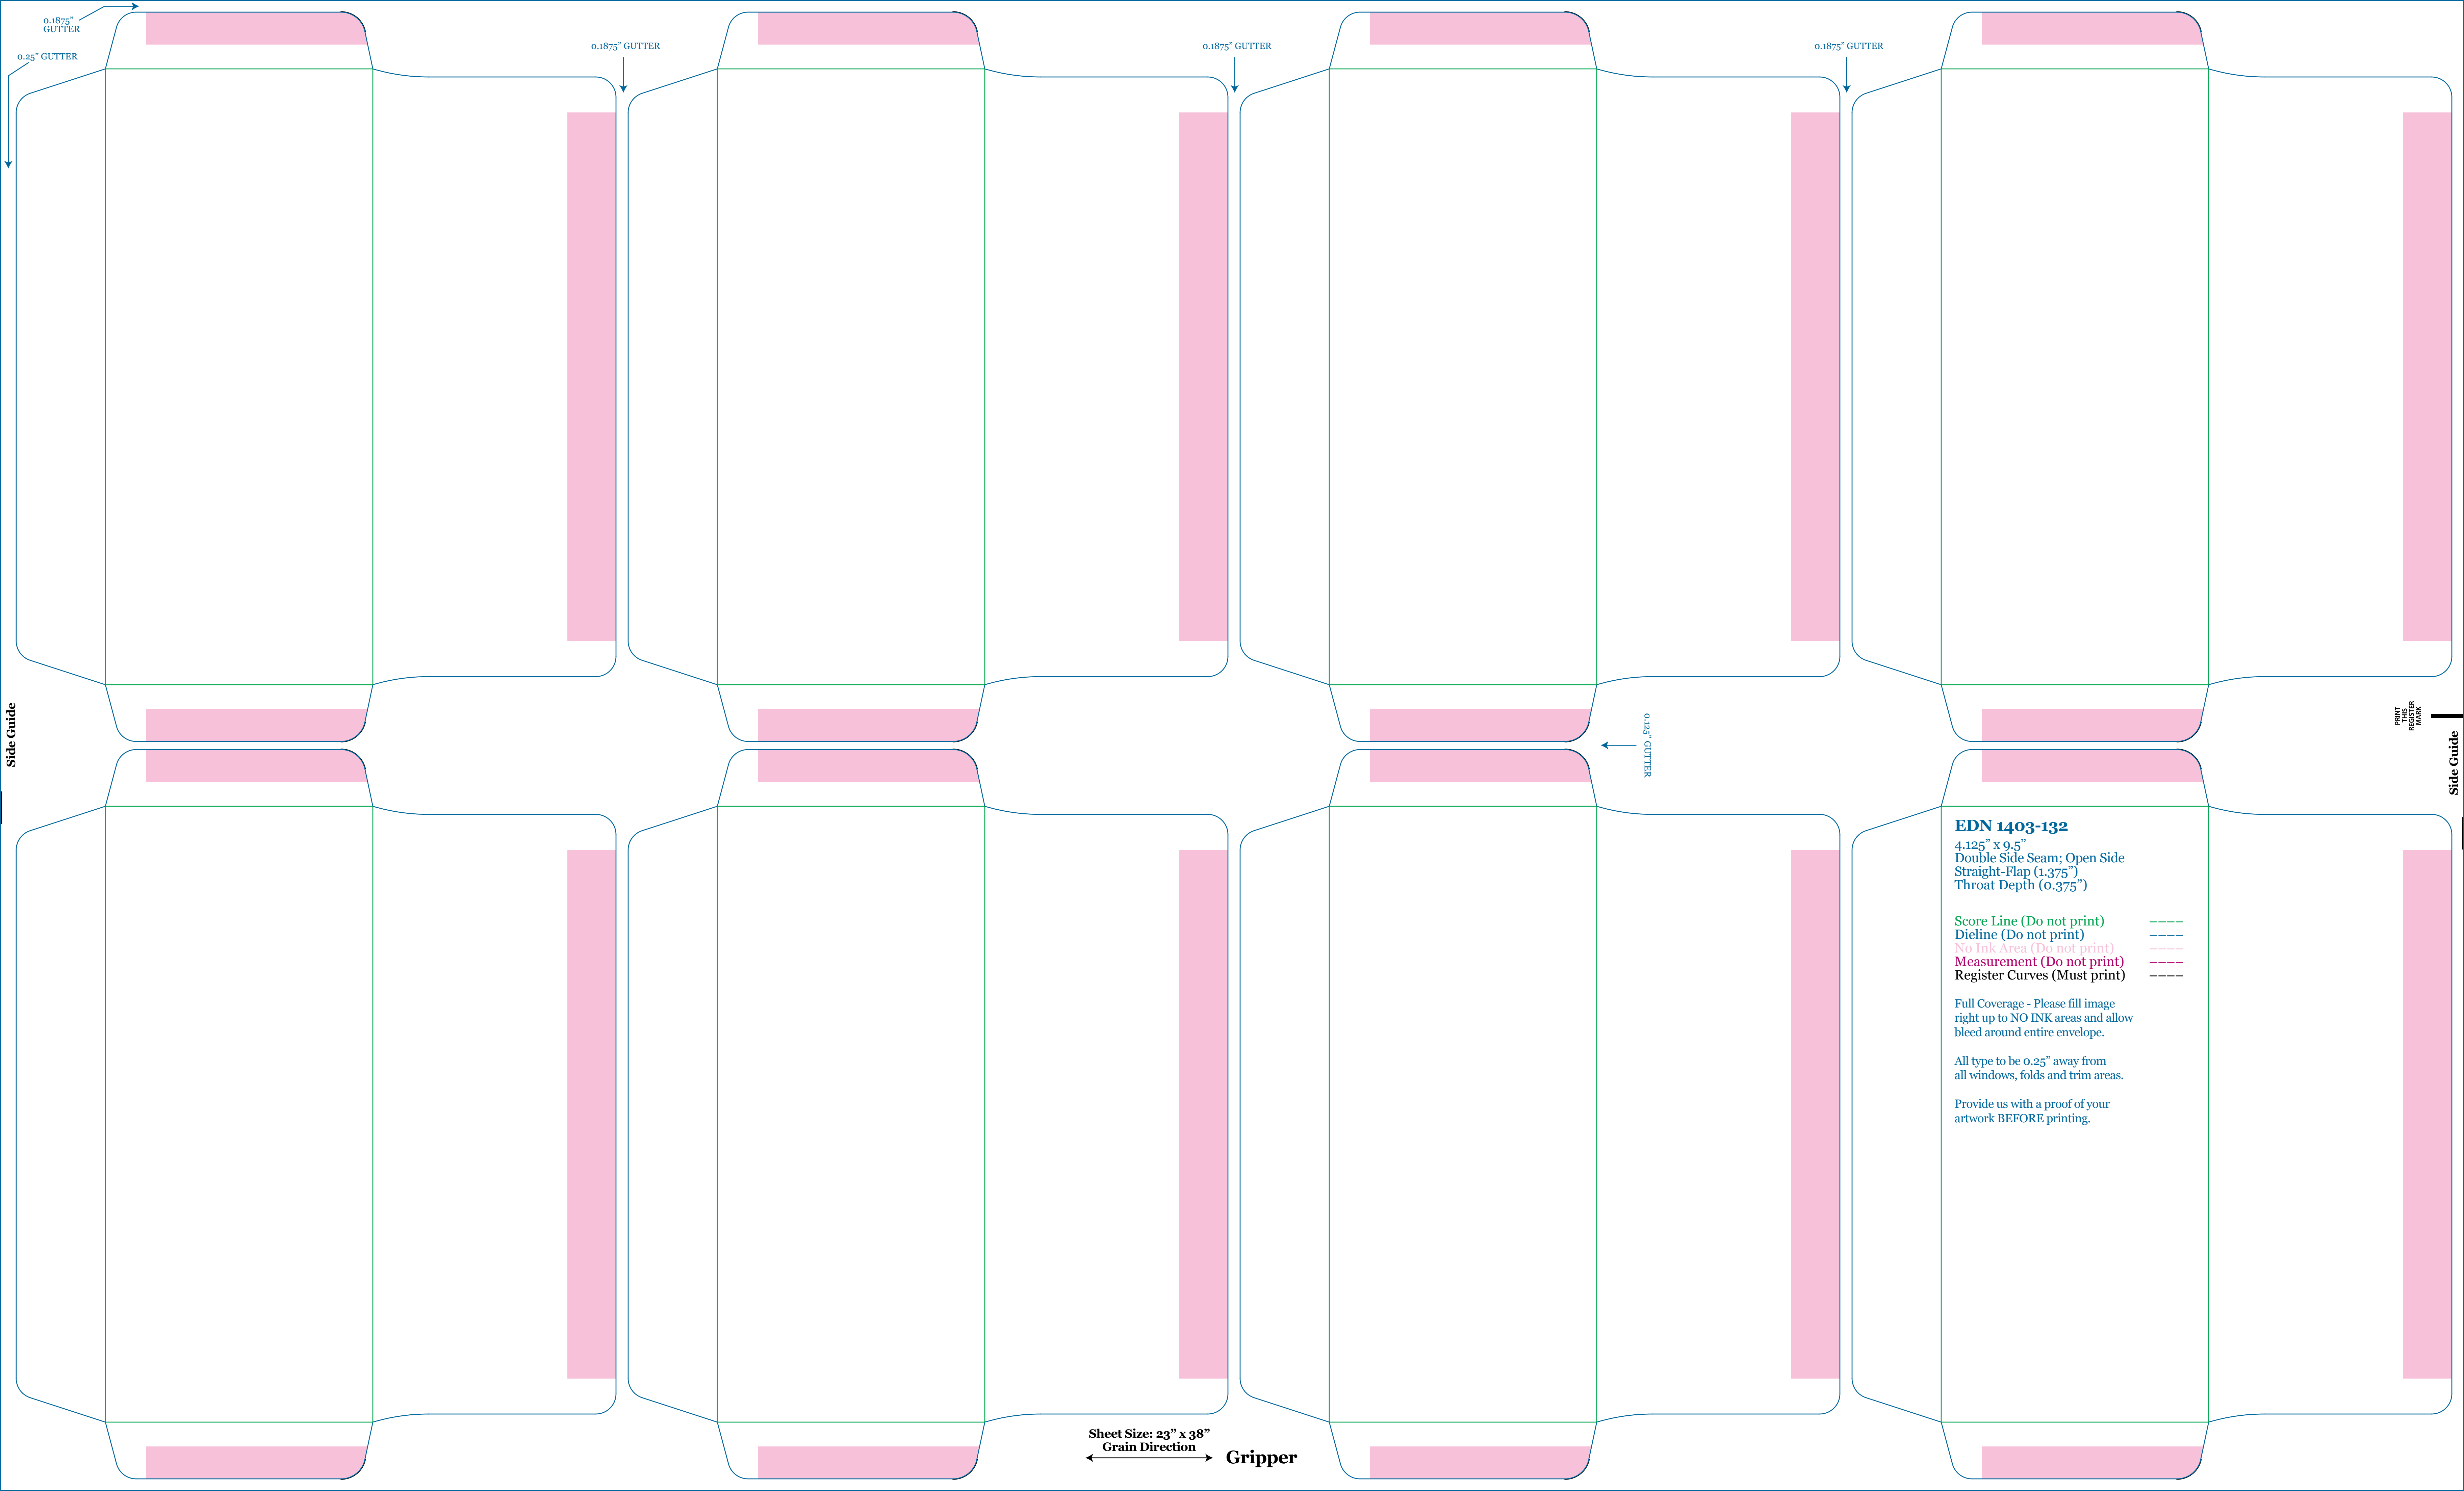 0.1875”
GUTTER
0.25” GUTTER
0.1875” GUTTER
0.1875” GUTTER
0.1875” GUTTER
Side Guide
0.125” GUTTER
PRINT
THIS
REGISTER
MARK
Side Guide
EDN 1403-132
4.125” x 9.5”
Double Side Seam; Open Side
Straight-Flap (1.375”)
Throat Depth (0.375”)
Score Line (Do not print) ––––
Dieline (Do not print) ––––
No Ink Area (Do not print) ––––
Measurement (Do not print) ––––
Register Curves (Must print) ––––
Full Coverage - Please fill image
right up to NO INK areas and allow
bleed around entire envelope.
All type to be 0.25” away from
all windows, folds and trim areas.
Provide us with a proof of your
artwork BEFORE printing.
Sheet Size: 23” x 38”
Grain Direction
Gripper